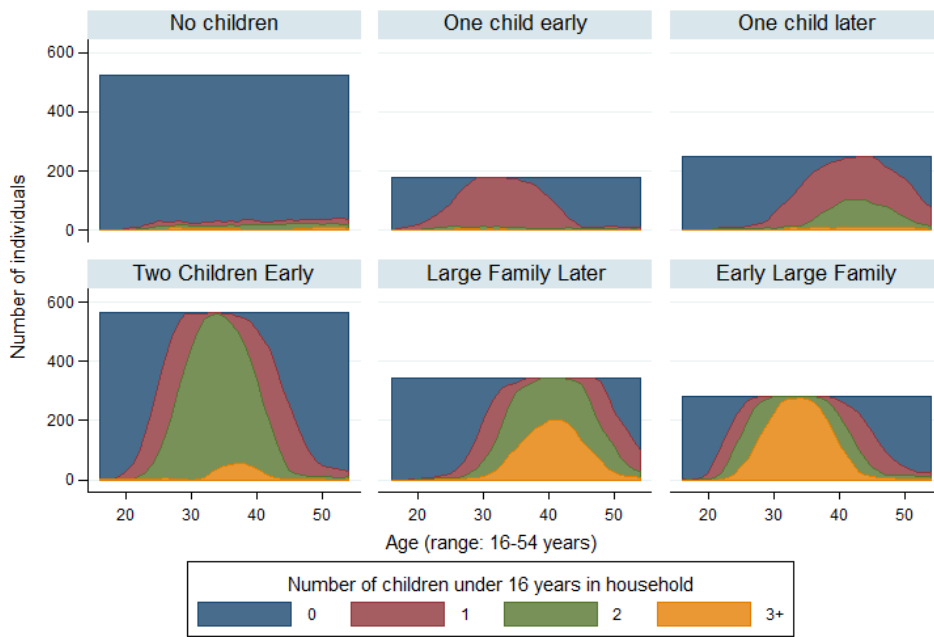 No children
One child early
One child later
600
400
200
0
Two Children Early
Large Family Later
Early Large Family
600
400
200
0
Number of individuals
20 30 40 50 20 30 40 50 20 30 40 50
Age (range: 16-54 years)
Number of children under 16 years in household
0 1 2 3+